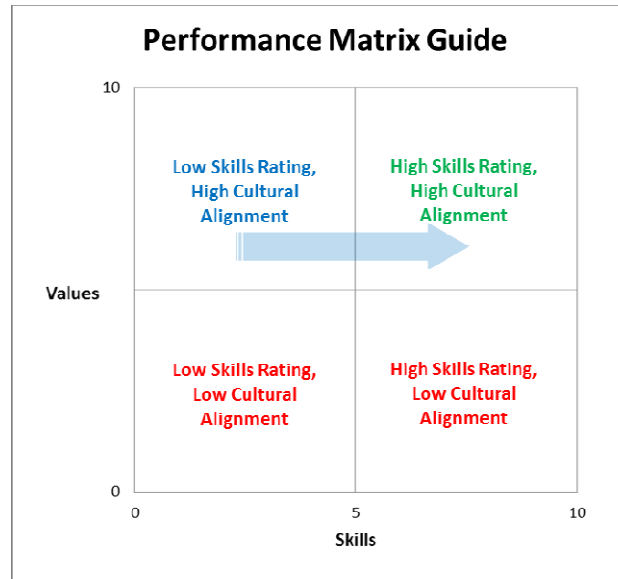 Performance Matrix Guide
10
Low Skills Rating,
High Cultural
Alignment
High Skills Rating,
High Cultural
Alignment
Values
Low Skills Rating,
Low Cultural
Alignment
High Skills Rating,
Low Cultural
Alignment
0
0
5
10
Skills